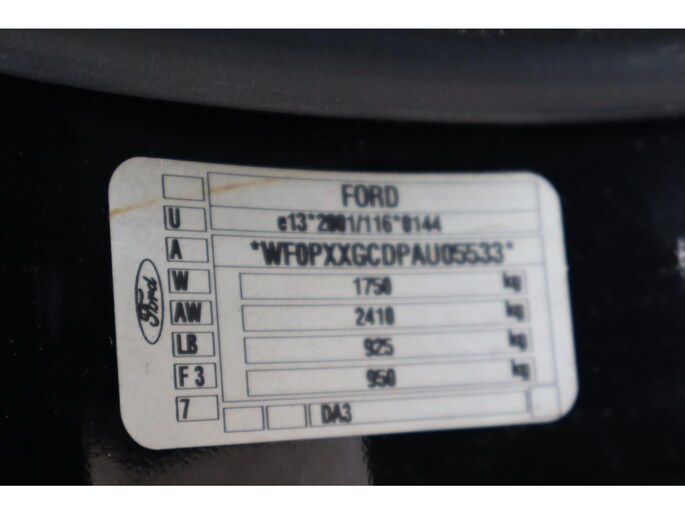 FORD
U e13*2001/116*0144
A *WF0PXXGCDPAU05533*
W 1750 kg
AW 2410 kg
LB 925 kg
F 3 950 kg
7 DA3
Ford